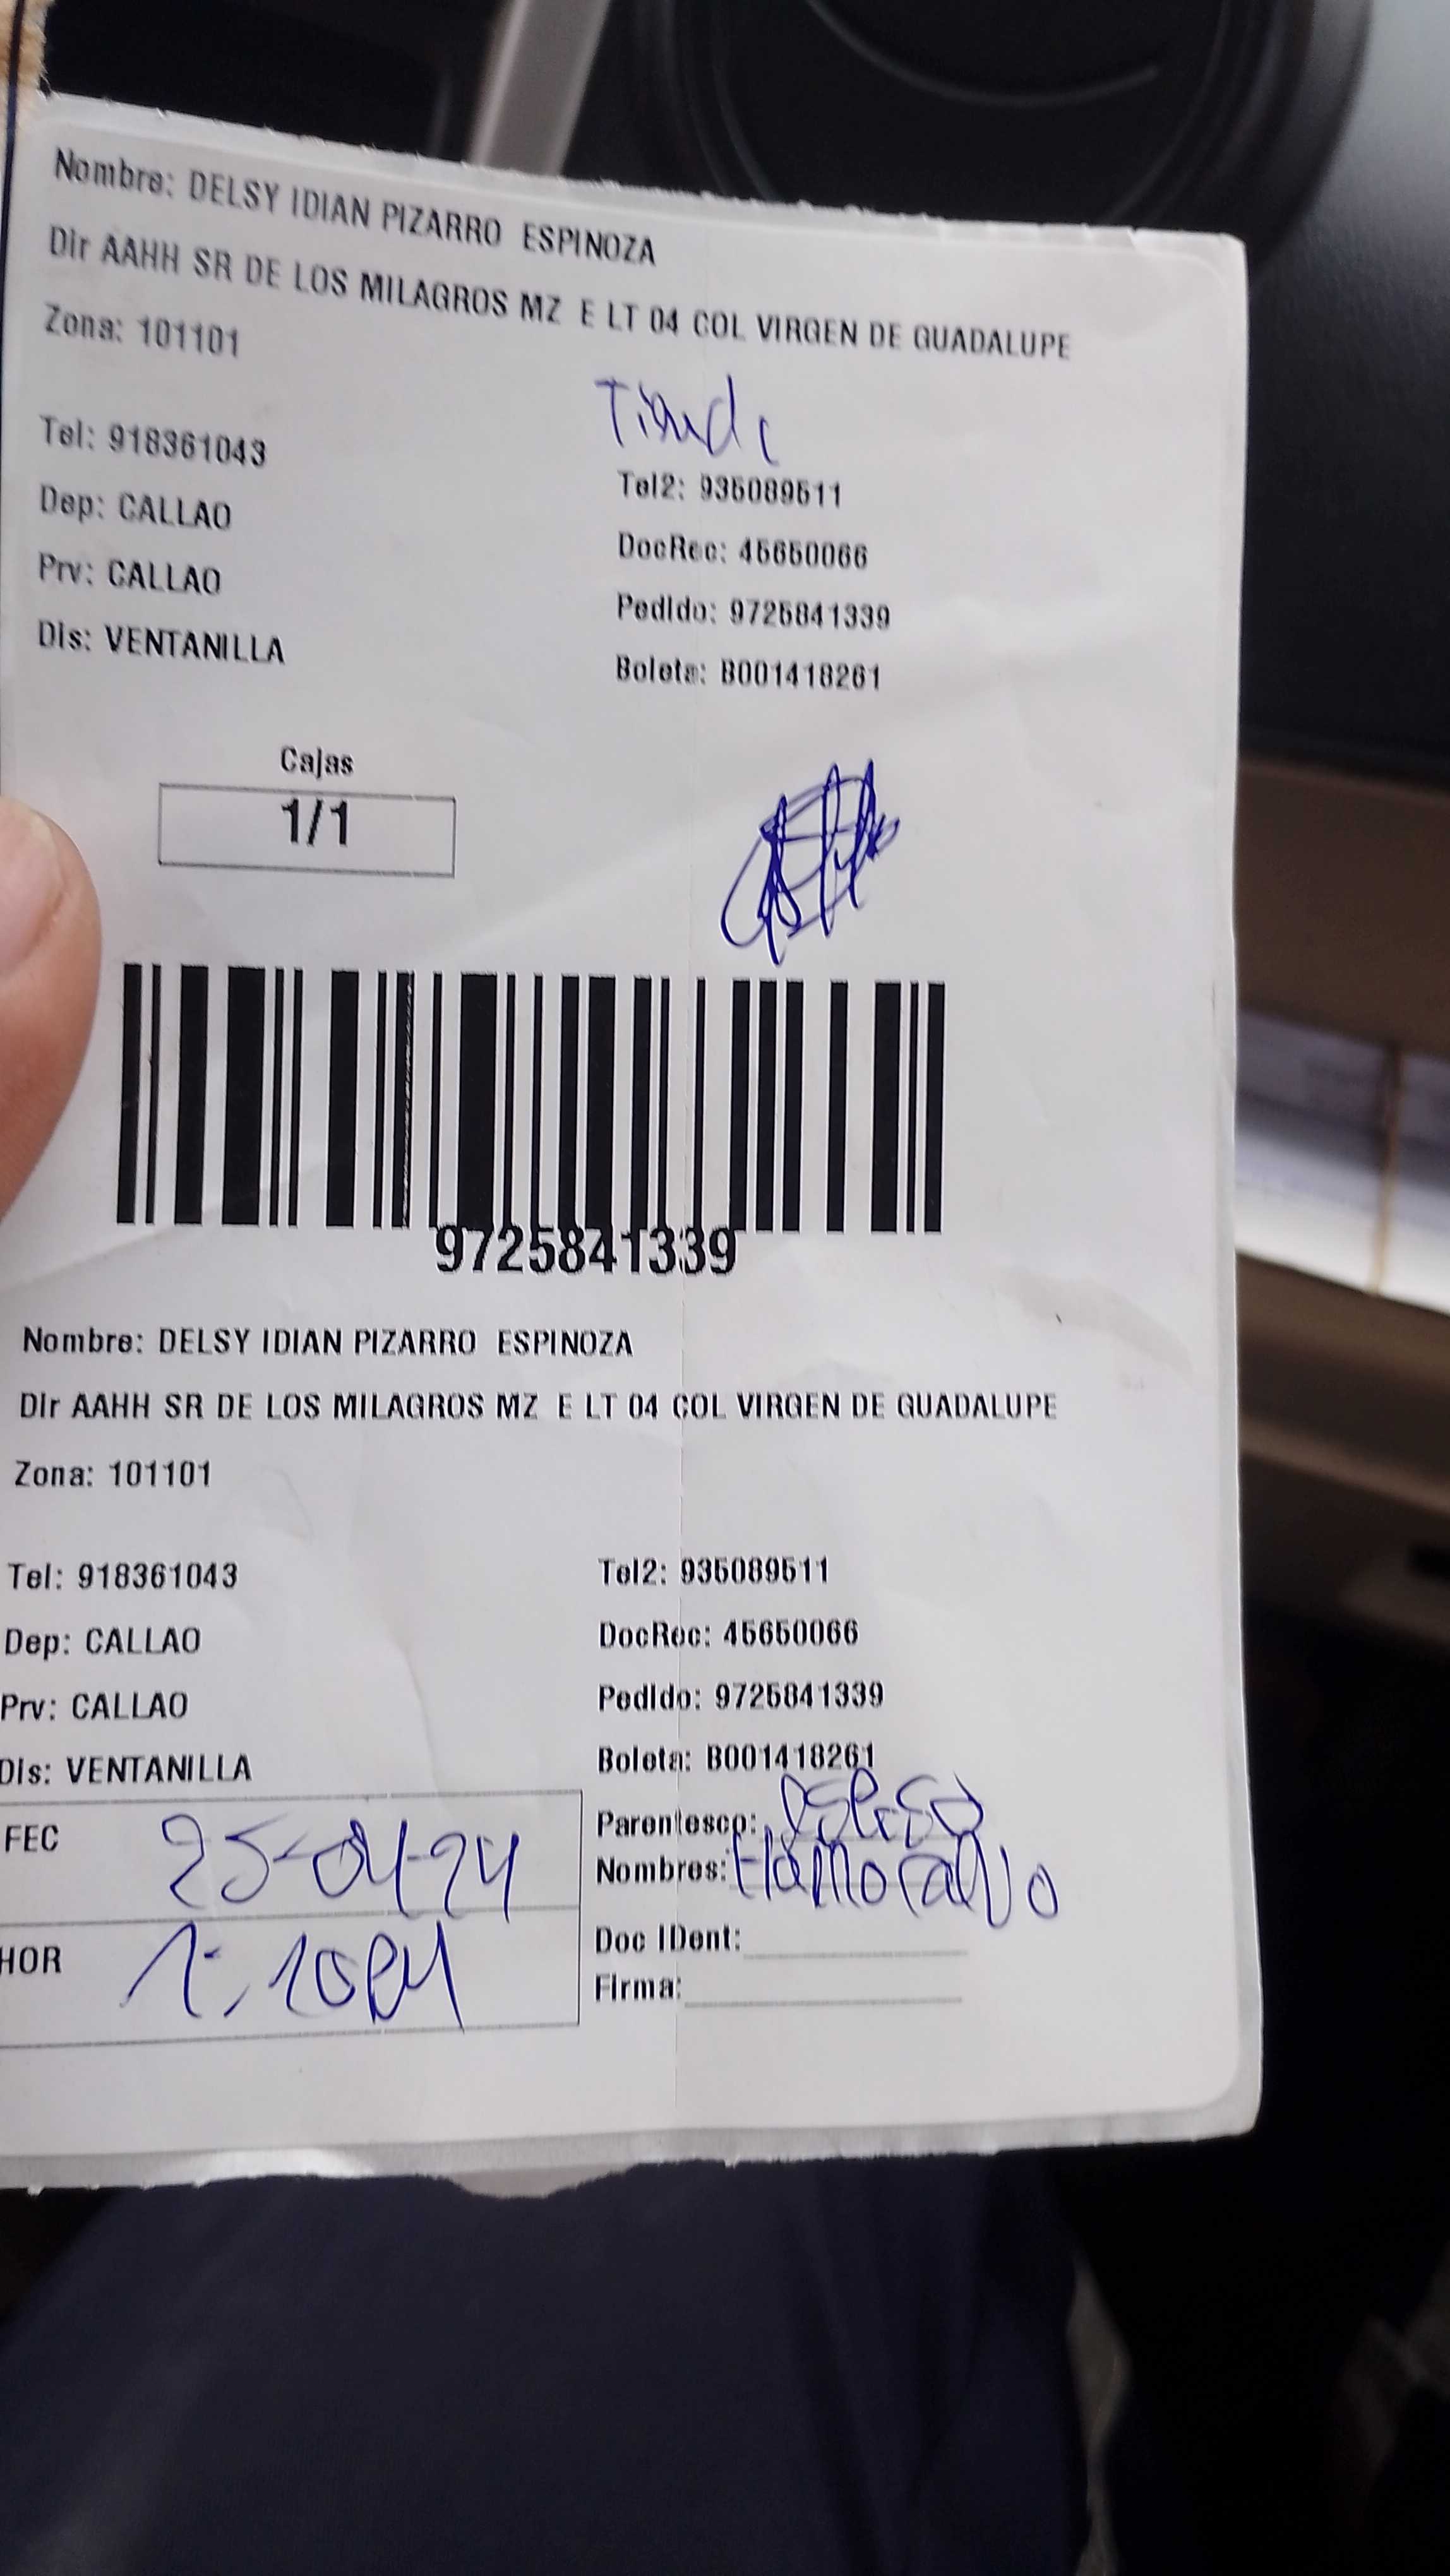 Nombre: DELSY IDIAN PIZARRO ESPINOZA
Dir AAHH SR DE LOS MILAGROS MZ E LT 04 COL VIRGEN DE GUADALUPE
Zona: 101101
Tel: 918361043
Tel2: 935089511
Dep: CALLAO
DocRec: 45650066
Prv: CALLAO
Pedido: 9725841339
Dis: VENTANILLA
Boleta: B001418261
Cajas
1/1
9725841339
Nombre: DELSY IDIAN PIZARRO ESPINOZA
Dir AAHH SR DE LOS MILAGROS MZ E LT 04 COL VIRGEN DE GUADALUPE
Zona: 101101
Tel: 918361043
Tel2: 935089511
Dep: CALLAO
DocRec: 45650066
Prv: CALLAO
Pedido: 9725841339
Dis: VENTANILLA
Boleta: B001418261
FEC 25-04-24
Parentesco: esposo
Nombres:
HOR
Doc IDent:
Firma: